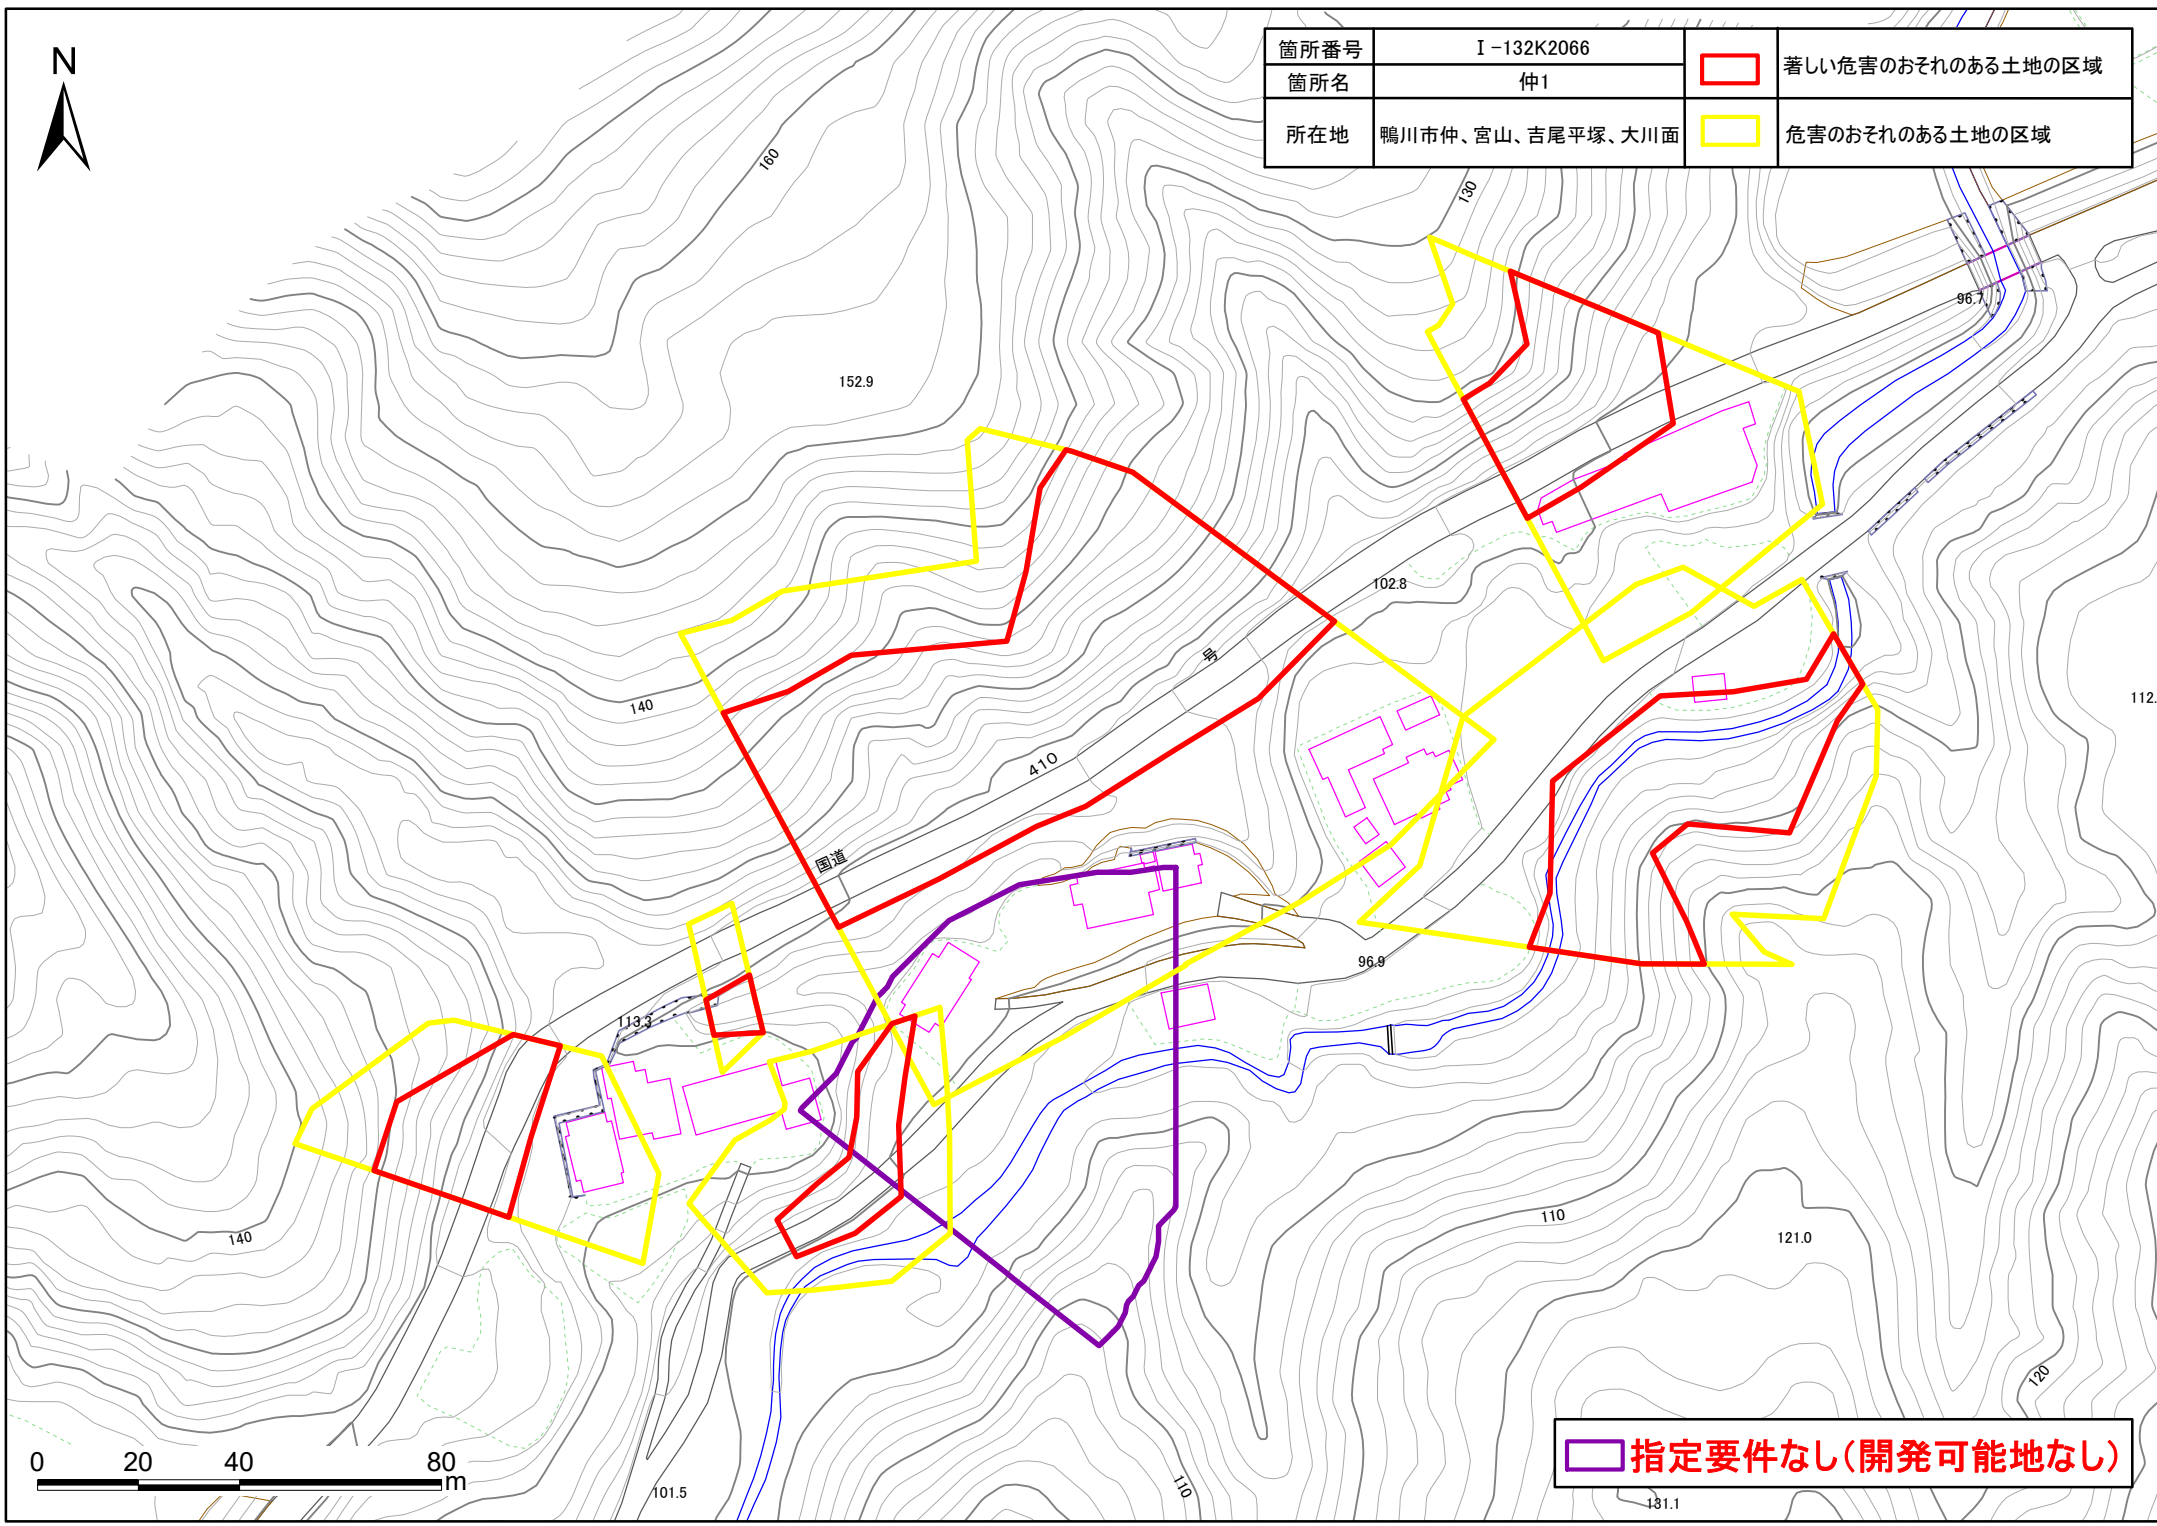 N
箇所番号 Ⅰ-132K2066
著しい危害のおそれのある土地の区域
箇所名 仲1
所在地 鴨川市仲、宮山、吉尾平塚、大川面
危害のおそれのある土地の区域
160
130
96.7
152.9
102.8
号
112.
140
410
国道
96.9
113.3
110
121.0
140
120
0 20 40 80
m
101.5
110
131.1
指定要件なし(開発可能地なし)